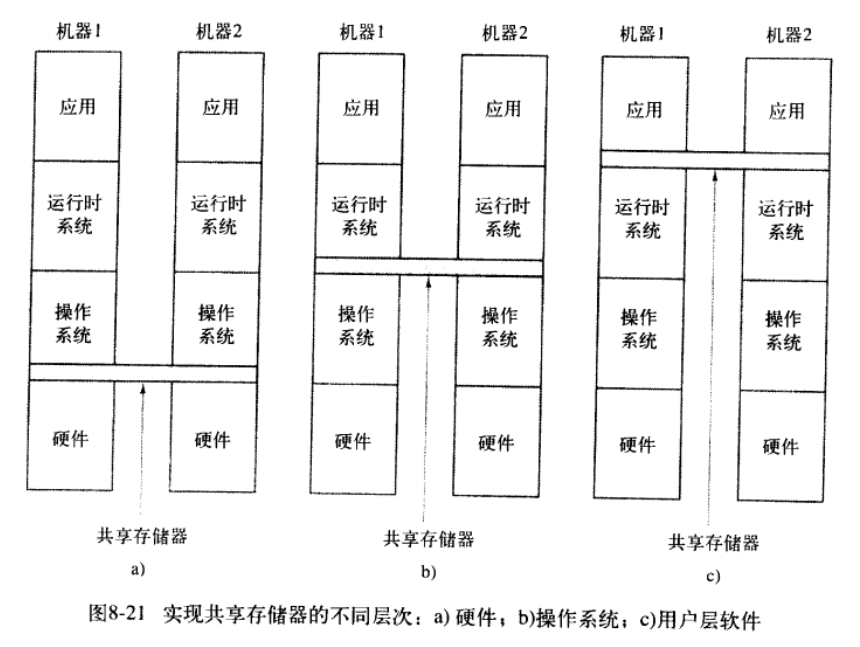 机器1 机器2 机器1 机器2 机器1 机器2
应用 应用 应用 应用 应用 应用
运行时 运行时 运行时 运行时 运行时 运行时
系统 系统 系统 系统 系统 系统
操作 操作 操作 操作 操作 操作
系统 系统 系统 系统 系统 系统
硬件 硬件 硬件 硬件 硬件 硬件
共享存储器 共享存储器 共享存储器
a) b) c)
图8-21 实现共享存储器的不同层次：a) 硬件；b)操作系统；c)用户层软件